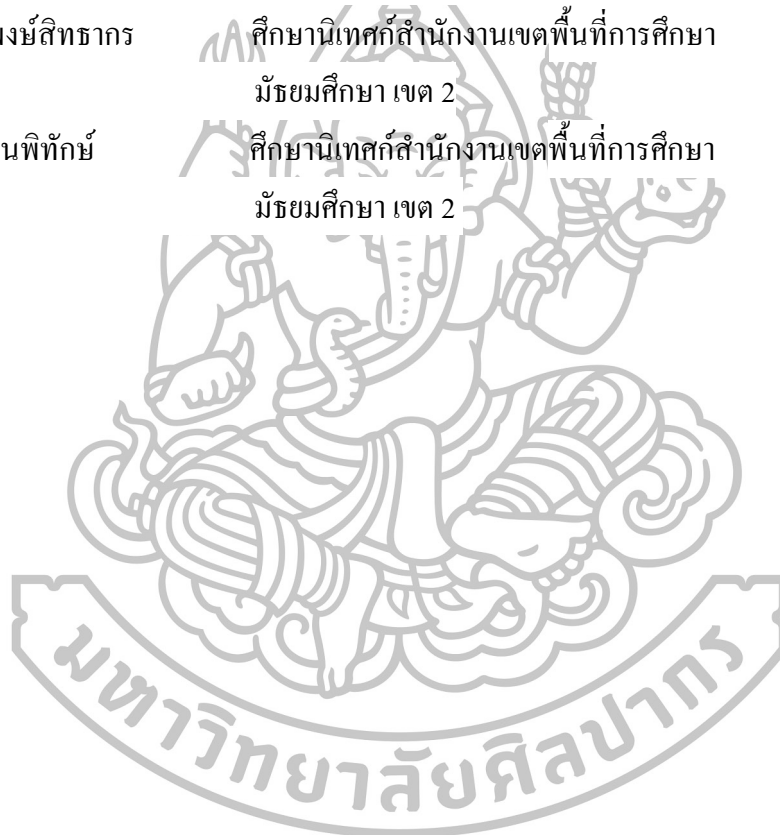 พงษ์สิทธากร ศึกษานิเทศก์สำนักงานเขตพื้นที่การศึกษา
มัธยมศึกษา เขต 2
นพิทักษ์ ศึกษานิเทศก์สำนักงานเขตพื้นที่การศึกษา
มัธยมศึกษา เขต 2
มหาวิทยาลัยศิลปากร